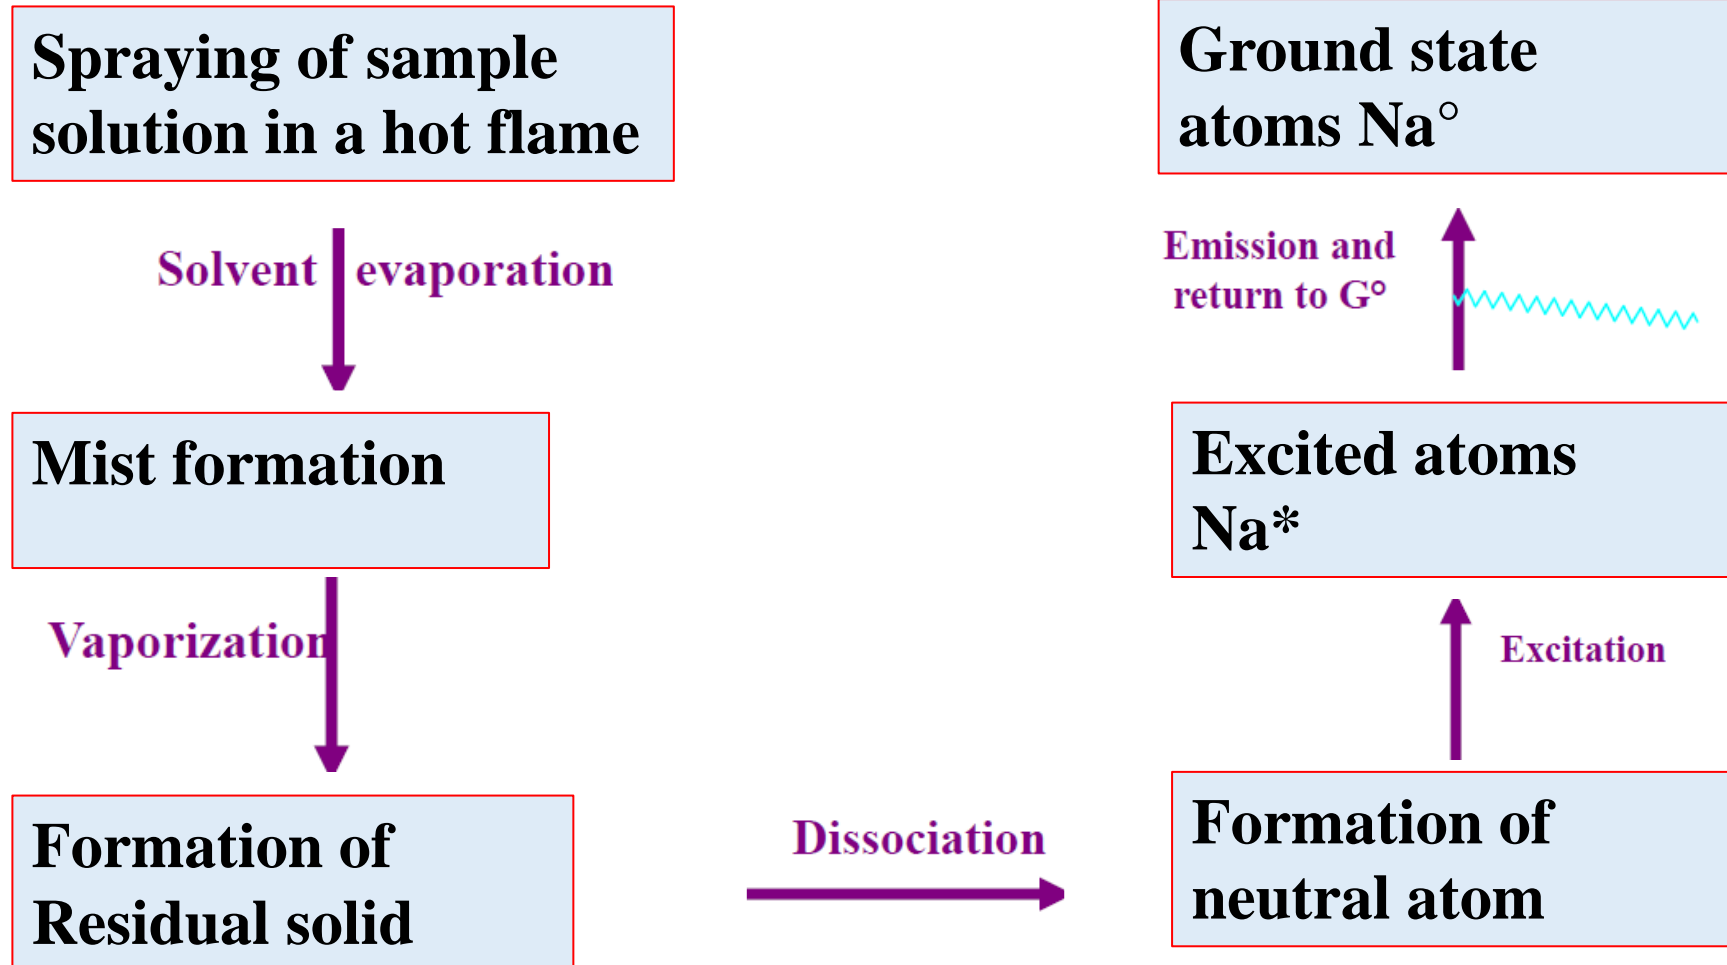 Spraying of sample
solution in a hot flame
Solvent evaporation
Mist formation
Vaporization
Formation of
Residual solid
Dissociation
Formation of
neutral atom
Excitation
Excited atoms
Na*
Emission and
return to G°
Ground state
atoms Na°